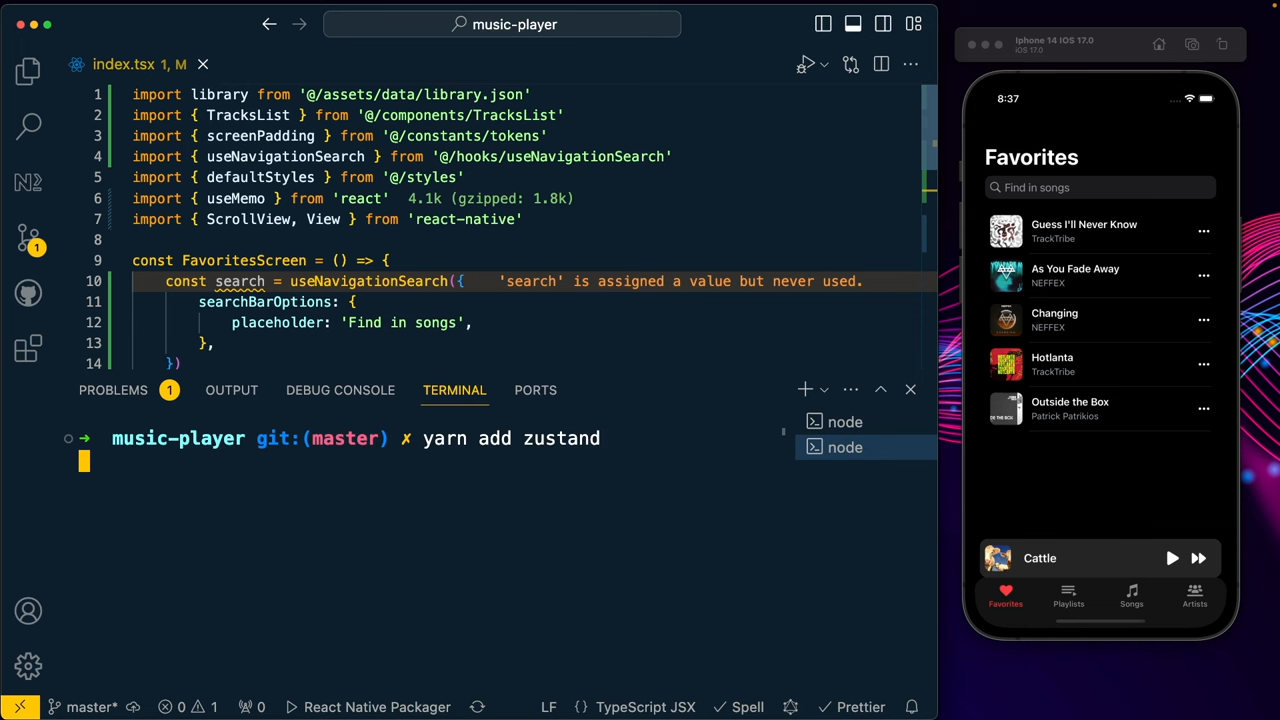 music-player
index.tsx 1, M
1 import library from '@/assets/data/library.json'
2 import { TracksList } from '@/components/TracksList'
3 import { screenPadding } from '@/constants/tokens'
4 import { useNavigationSearch } from '@/hooks/useNavigationSearch'
5 import { defaultStyles } from '@/styles'
6 import { useMemo } from 'react' 4.1k (gzipped: 1.8k)
7 import { ScrollView, View } from 'react-native'
8
9 const FavoritesScreen = () => {
10 const search = useNavigationSearch({ 'search' is assigned a value but never used.
11 searchBarOptions: {
12 placeholder: 'Find in songs',
13 },
14 })
PROBLEMS 1 OUTPUT DEBUG CONSOLE TERMINAL PORTS
music-player git:(master) ✗ yarn add zustand
node
node
1
master* 0 1 0 React Native Packager LF {} TypeScript JSX Spell Prettier
Iphone 14 IOS 17.0
iOS 17.0
8:37
Favorites
Find in songs
Guess I'll Never Know
TrackTribe
As You Fade Away
NEFFEX
Changing
NEFFEX
Hotlanta
TrackTribe
Outside the Box
Patrick Patrikios
Cattle
Favorites Playlists Songs Artists